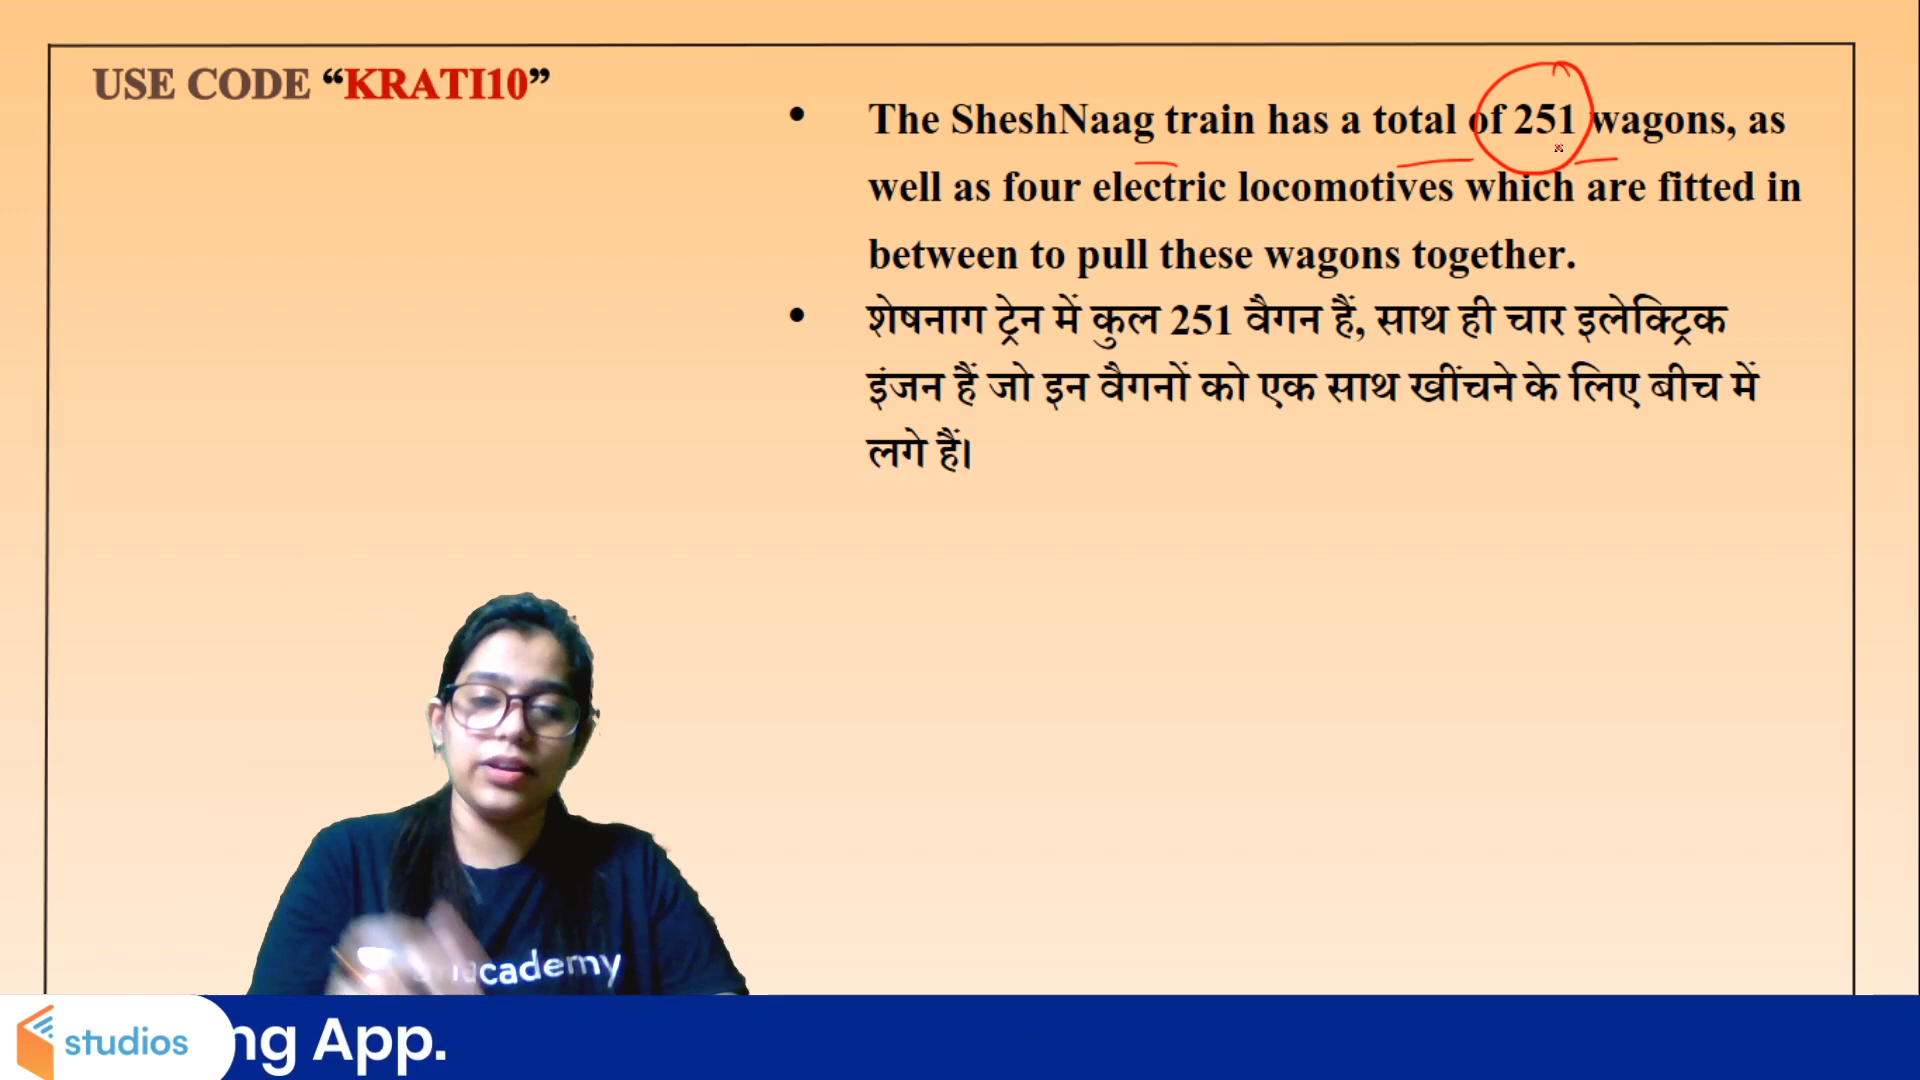 USE CODE “KRATI10”
• The SheshNaag train has a total of 251 wagons, as
well as four electric locomotives which are fitted in
between to pull these wagons together.
• शेषनाग ट्रेन में कुल 251 वैगन हैं, साथ ही चार इलेक्ट्रिक
इंजन हैं जो इन वैगनों को एक साथ खींचने के लिए बीच में
लगे हैं।
academy
studios
ng App.